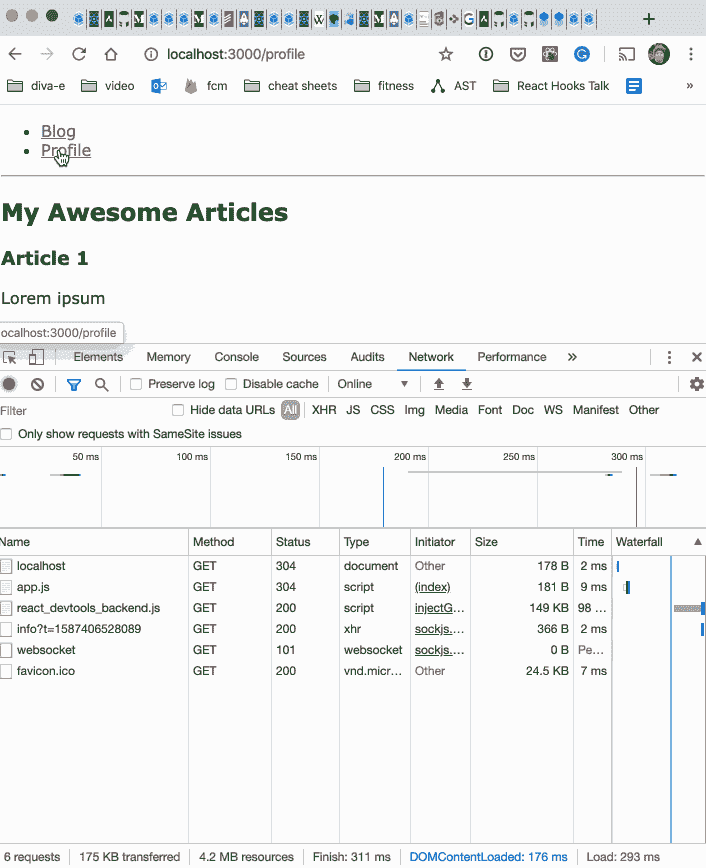 localhost:3000/profile
diva-e video fcm cheat sheets fitness AST React Hooks Talk »
Blog
Profile
My Awesome Articles
Article 1
Lorem ipsum
ocalhost:3000/profile
Elements Memory Console Sources Audits Network Performance »
Preserve log Disable cache Online
Filter Hide data URLs All XHR JS CSS Img Media Font Doc WS Manifest Other
Only show requests with SameSite issues
50 ms 100 ms 150 ms 200 ms 250 ms 300 ms
Name Method Status Type Initiator Size Time Waterfall
localhost GET 304 document Other 178 B 2 ms
app.js GET 304 script (index) 181 B 9 ms
react_devtools_backend.js GET 200 script injectG... 149 KB 98 ...
info?t=1587406528089 GET 200 xhr sockjs.... 366 B 2 ms
websocket GET 101 websocket sockjs.... 0 B Pe...
favicon.ico GET 200 vnd.micr... Other 24.5 KB 7 ms
6 requests 175 KB transferred 4.2 MB resources Finish: 311 ms DOMContentLoaded: 176 ms Load: 293 ms